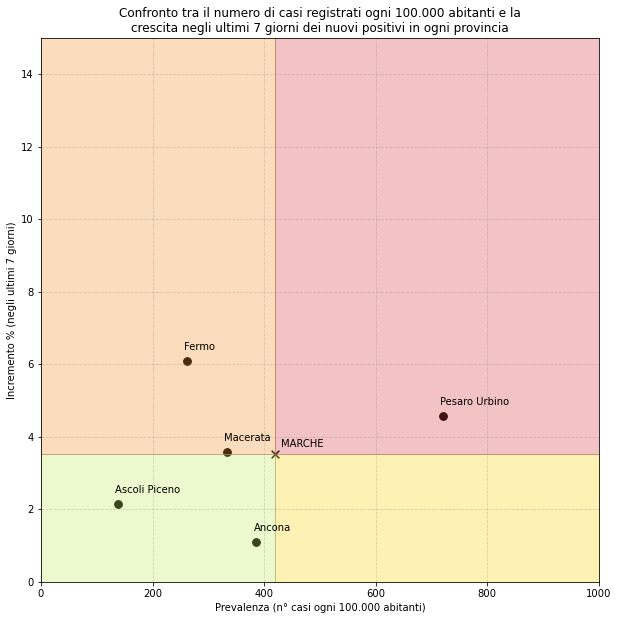 Confronto tra il numero di casi registrati ogni 100.000 abitanti e la
crescita negli ultimi 7 giorni dei nuovi positivi in ogni provincia
Incremento % (negli ultimi 7 giorni)
14
12
10
8
6
4
2
0
Fermo
Pesaro Urbino
Macerata
MARCHE
Ascoli Piceno
Ancona
0 200 400 600 800 1000
Prevalenza (n° casi ogni 100.000 abitanti)